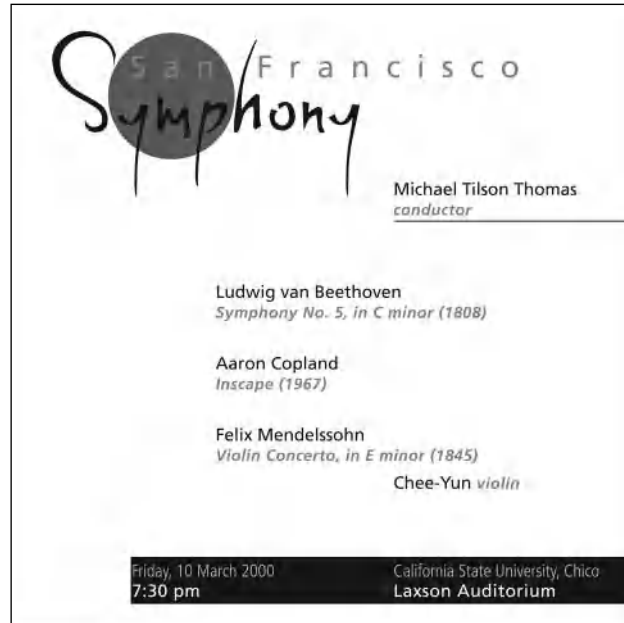 San Francisco
Symphony
Michael Tilson Thomas
conductor
Ludwig van Beethoven
Symphony No. 5, in C minor (1808)
Aaron Copland
Inscape (1967)
Felix Mendelssohn
Violin Concerto, in E minor (1845)
Chee-Yun violin
Friday, 10 March 2000
7:30 pm
California State University, Chico
Laxson Auditorium